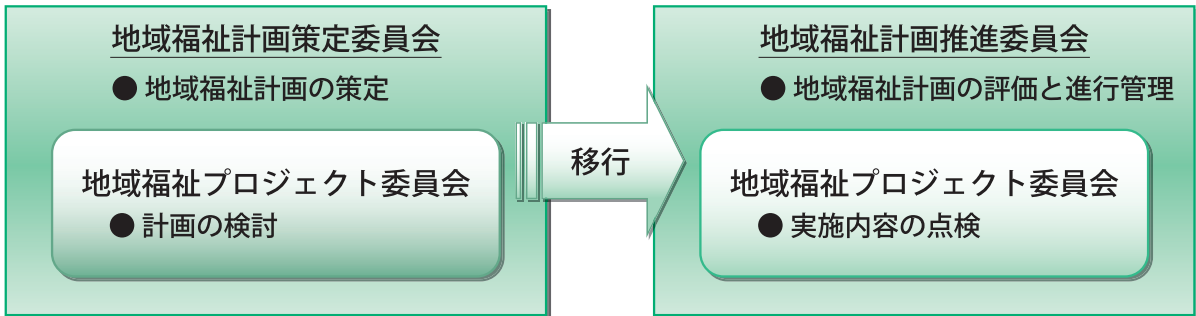 地域福祉計画策定委員会
● 地域福祉計画の策定
地域福祉プロジェクト委員会
● 計画の検討
移行
地域福祉計画推進委員会
● 地域福祉計画の評価と進行管理
地域福祉プロジェクト委員会
● 実施内容の点検